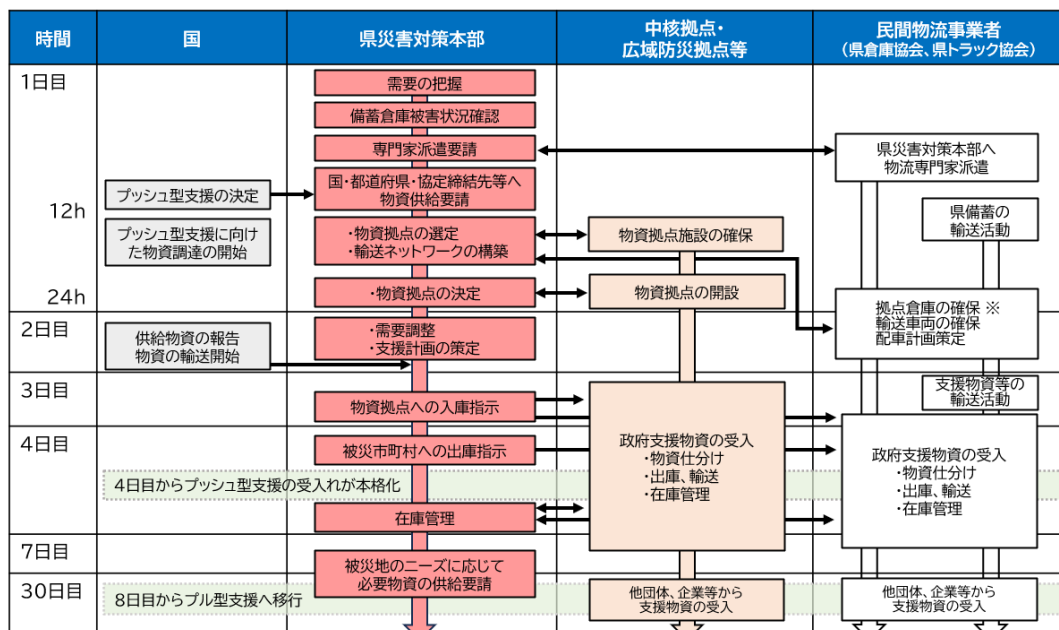 時間
国
県災害対策本部
中核拠点・
広域防災拠点等
民間物流事業者
（県倉庫協会、県トラック協会）
1日目
需要の把握
備蓄倉庫被害状況確認
専門家派遣要請
県災害対策本部へ
物流専門家派遣
プッシュ型支援の決定
国・都道府県・協定締結先等へ
物資供給要請
12h
県備蓄の
輸送活動
プッシュ型支援に向け
た物資調達の開始
・物資拠点の選定
・輸送ネットワークの構築
物資拠点施設の確保
24h
・物資拠点の決定
物資拠点の開設
拠点倉庫の確保 ※
輸送車両の確保
配車計画策定
2日目
供給物資の報告
物資の輸送開始
・需要調整
・支援計画の策定
3日目
支援物資等の
輸送活動
物資拠点への入庫指示
4日目
被災市町村への出庫指示
政府支援物資の受入
・物資仕分け
・出庫、輸送
・在庫管理
政府支援物資の受入
・物資仕分け
・出庫、輸送
・在庫管理
4日目からプッシュ型支援の受入れが本格化
在庫管理
7日目
被災地のニーズに応じて
必要物資の供給要請
30日目
8日目からプル型支援へ移行
他団体、企業等から
支援物資の受入
他団体、企業等から
支援物資の受入